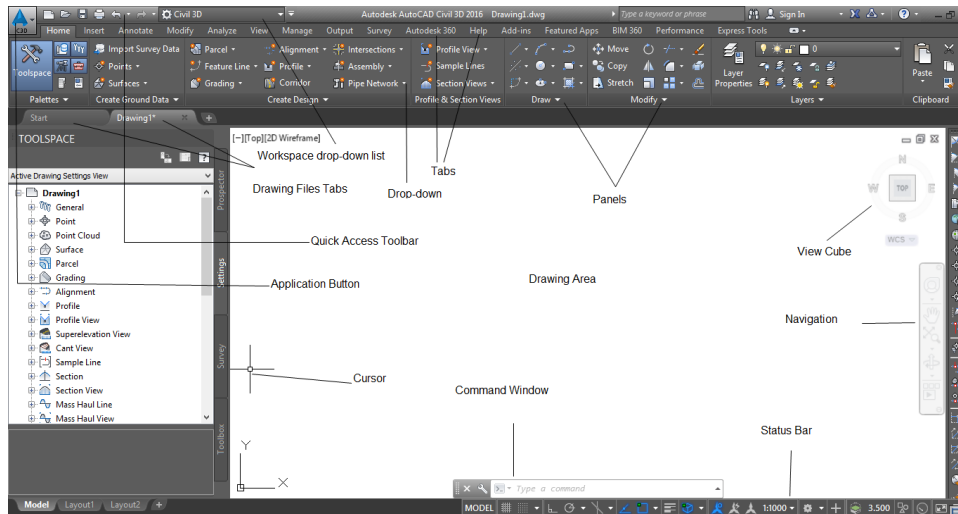 Civil 3D
Autodesk AutoCAD Civil 3D 2016 Drawing1.dwg
Type a keyword or phrase
Sign In
C3D
Home Insert Annotate Modify Analyze View Manage Output Survey Autodesk 360 Help Add-ins Featured Apps BIM 360 Performance Express Tools
Toolspace
Import Survey Data
Points
Surfaces
Parcel
Feature Line
Grading
Alignment
Profile
Corridor
Intersections
Assembly
Pipe Network
Profile View
Sample Lines
Section Views
Move
Copy
Stretch
Layer
Properties
0
Paste
Palettes Create Ground Data Create Design Profile & Section Views Draw Modify Layers Clipboard
Start Drawing1*
TOOLSPACE
Active Drawing Settings View
Drawing1
General
Point
Point Cloud
Surface
Parcel
Grading
Alignment
Profile
Profile View
Superelevation View
Cant View
Sample Line
Section
Section View
Mass Haul Line
Mass Haul View
Prospector
Settings
Survey
Toolbox
[-][Top][2D Wireframe]
Workspace drop-down list
Drawing Files Tabs
Tabs
Drop-down
Panels
Quick Access Toolbar
Application Button
Drawing Area
N
W
TOP
E
S
WCS
View Cube
Navigation
Cursor
Command Window
Status Bar
Y
X
Type a command
Model Layout1 Layout2 +
MODEL
1:1000
3.500